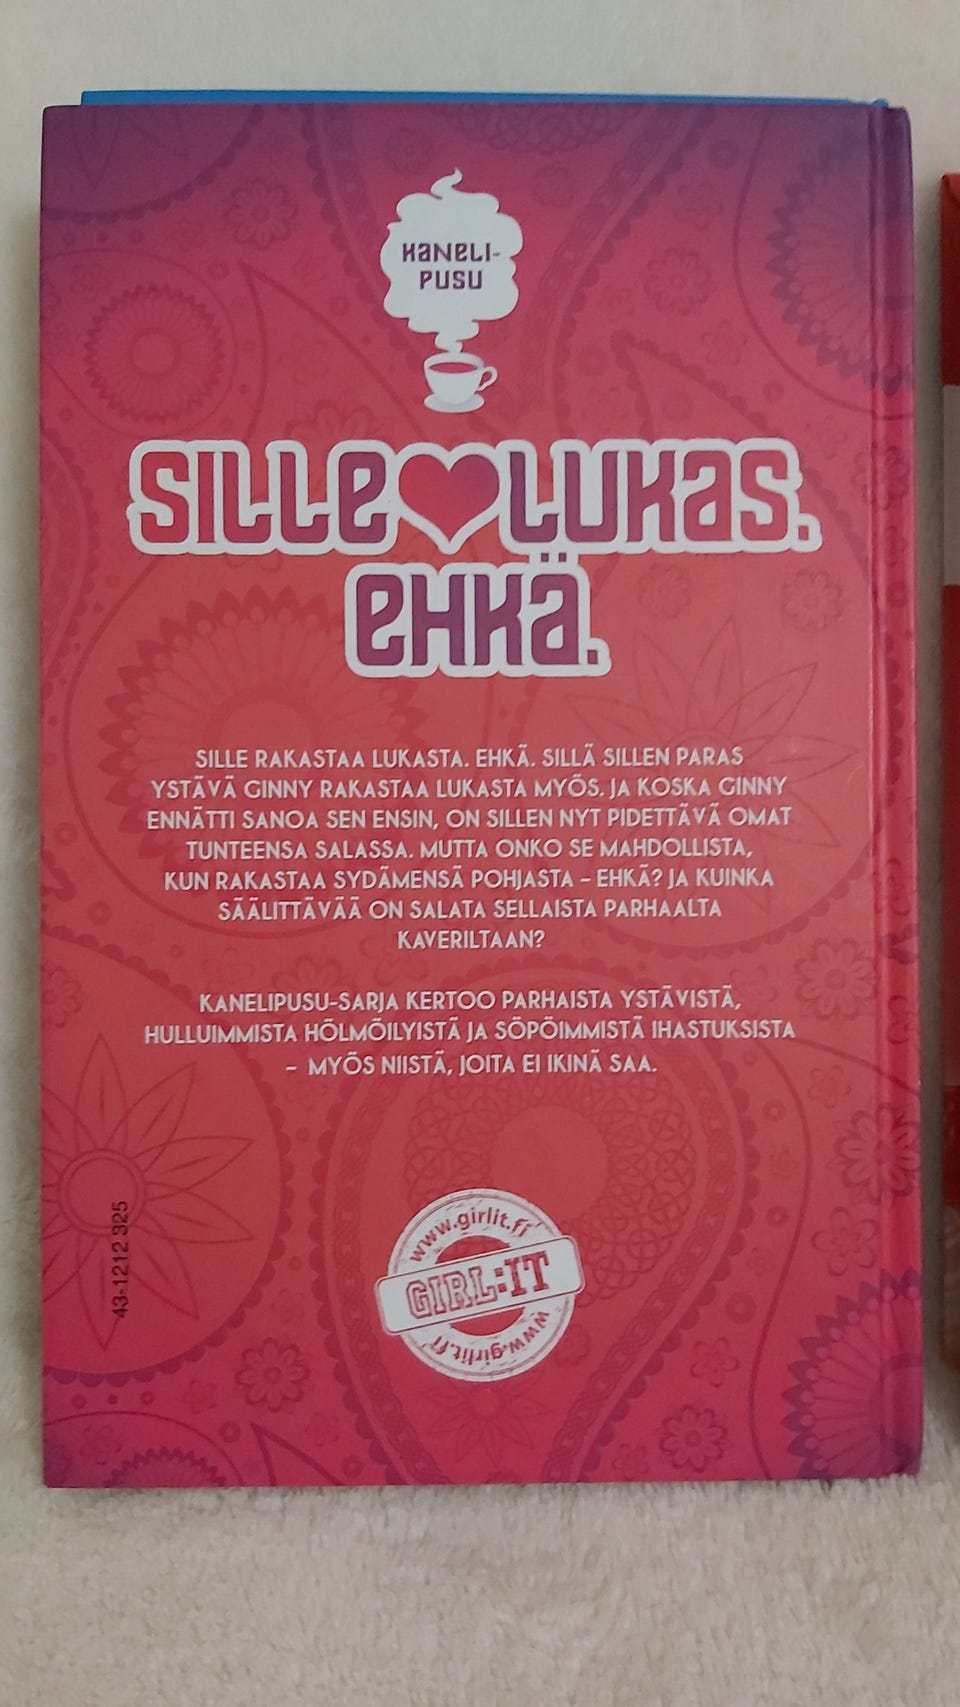 KANELI-
PUSU
SILLE♥LUKAS.
EHKÄ.
SILLE RAKASTAA LUKASTA. EHKÄ. SILLÄ SILLEN PARAS
YSTÄVÄ GINNY RAKASTAA LUKASTA MYÖS. JA KOSKA GINNY
ENNÄTTI SANOA SEN ENSIN, ON SILLEN NYT PIDETTÄVÄ OMAT
TUNTEENSA SALASSA. MUTTA ONKO SE MAHDOLLISTA,
KUN RAKASTAA SYDÄMENSÄ POHJASTA – EHKÄ? JA KUINKA
SÄÄLITTÄVÄÄ ON SALATA SELLAISTA PARHAALTA
KAVERILTAAN?
KANELIPUSU-SARJA KERTOO PARHAISTA YSTÄVISTÄ,
HULLUIMMISTA HÖLMÖILYISTÄ JA SÖPÖIMMISTÄ IHASTUKSISTA
– MYÖS NIISTÄ, JOITA EI IKINÄ SAA.
43-1212 325
www.girlit.fi
GIRL:IT
www.girlit.fi